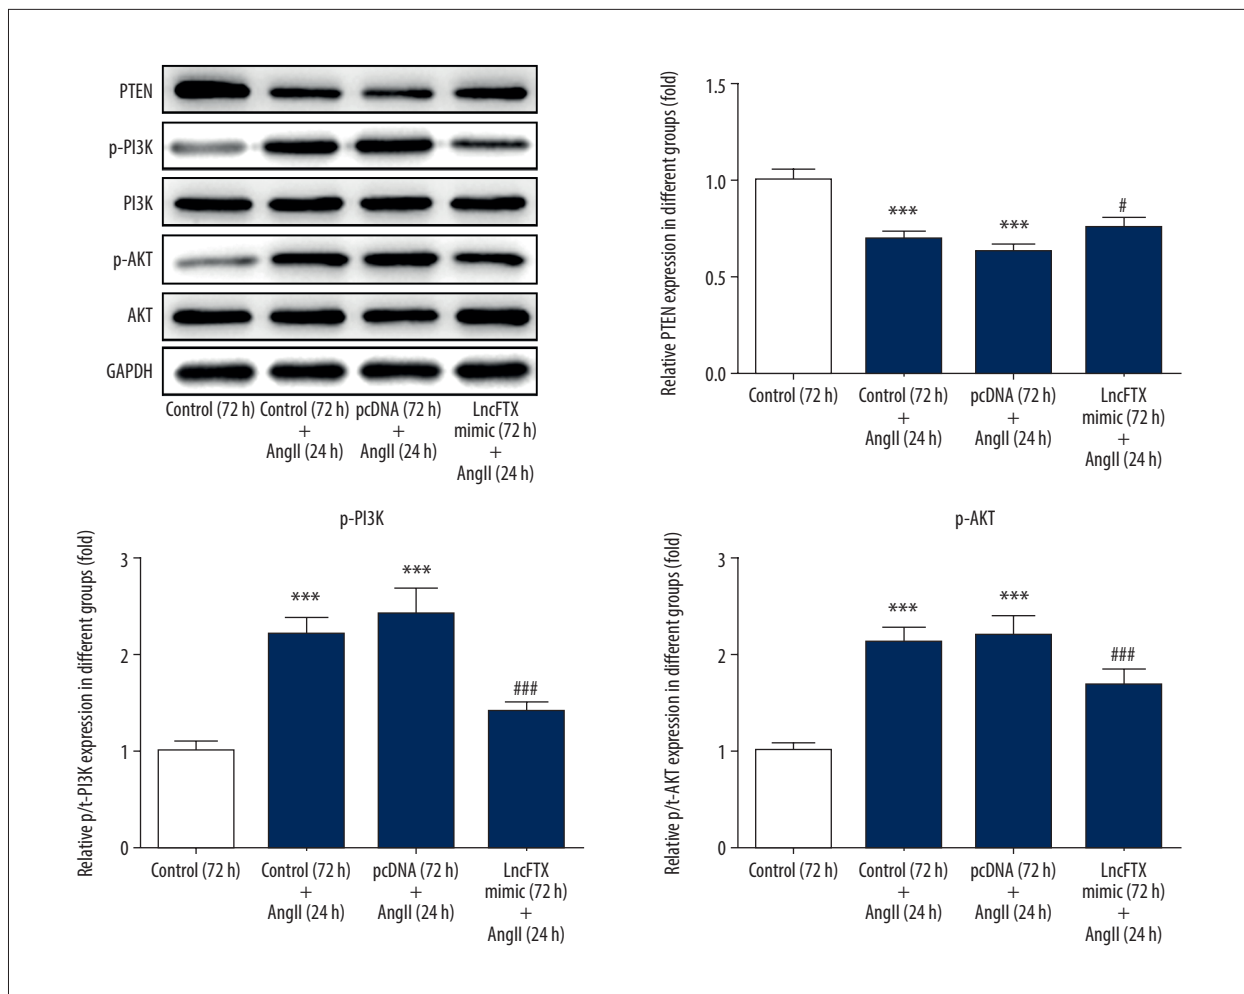 PTEN
p-PI3K
PI3K
p-AKT
AKT
GAPDH
Control (72 h) Control (72 h) pcDNA (72 h) LncFTX
+ + mimic (72 h)
AngII (24 h) AngII (24 h) +
AngII (24 h)
Relative PTEN expression in different groups (fold)
1.5
1.0
0.5
0.0
***
***
#
Control (72 h) Control (72 h) pcDNA (72 h) LncFTX
+ + mimic (72 h)
AngII (24 h) AngII (24 h) +
AngII (24 h)
p-PI3K
Relative p/t-PI3K expression in different groups (fold)
3
2
1
0
***
***
###
Control (72 h) Control (72 h) pcDNA (72 h) LncFTX
+ + mimic (72 h)
AngII (24 h) AngII (24 h) +
AngII (24 h)
p-AKT
Relative p/t-AKT expression in different groups (fold)
3
2
1
0
***
***
###
Control (72 h) Control (72 h) pcDNA (72 h) LncFTX
+ + mimic (72 h)
AngII (24 h) AngII (24 h) +
AngII (24 h)